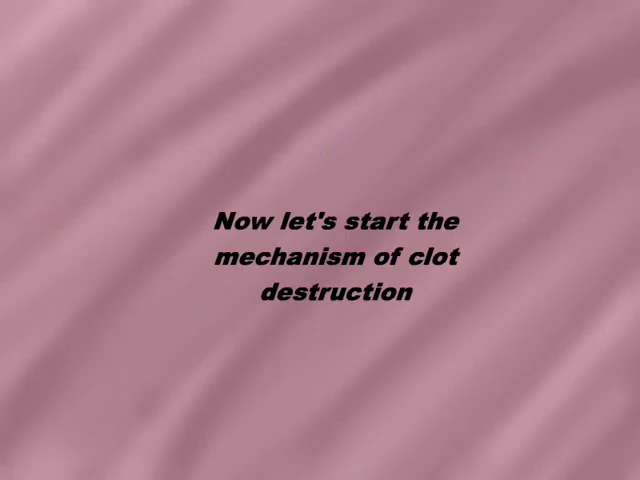 Now let's start the
mechanism of clot
destruction